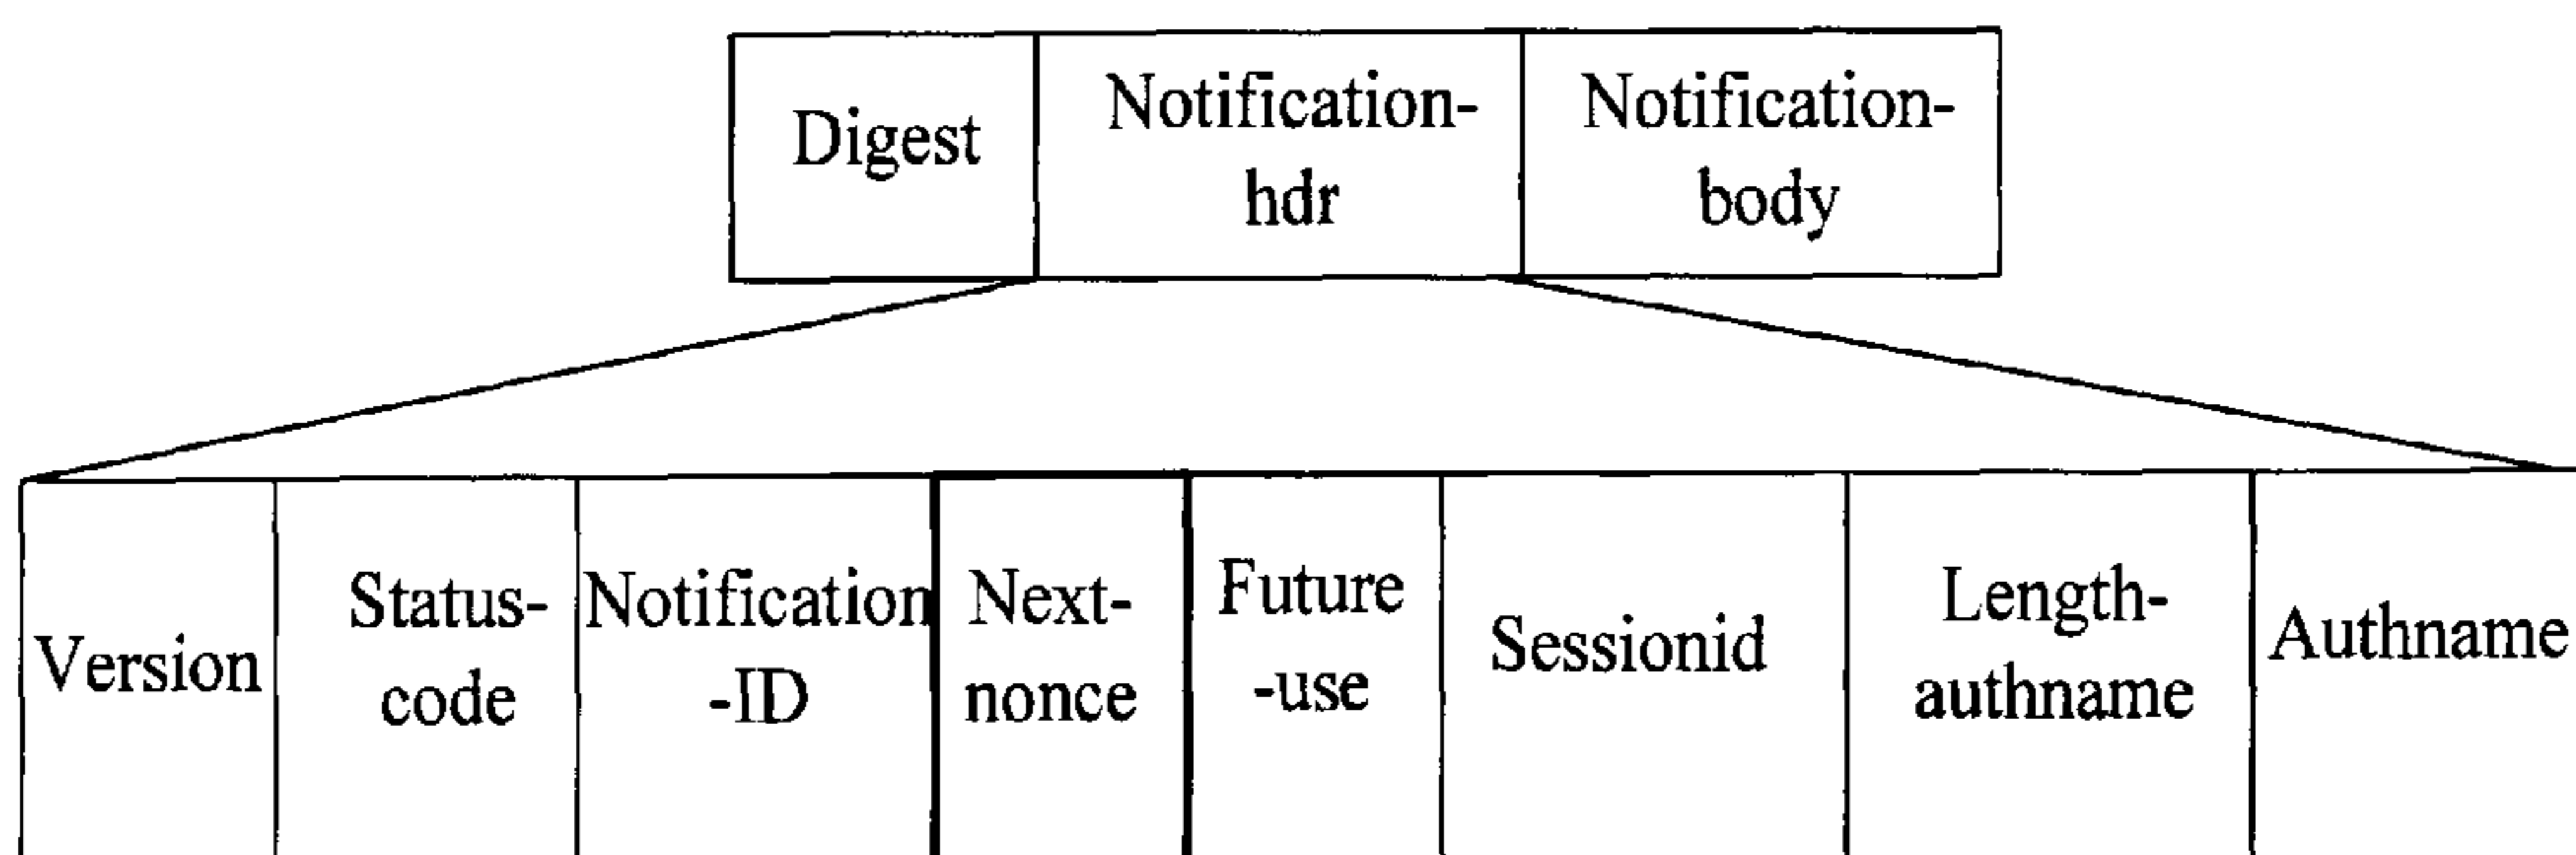 Digest
Notification-
hdr
Notification-
body
Version
Status-
code
Notification
-ID
Next-
nonce
Future
-use
Sessionid
Length-
authname
Authname